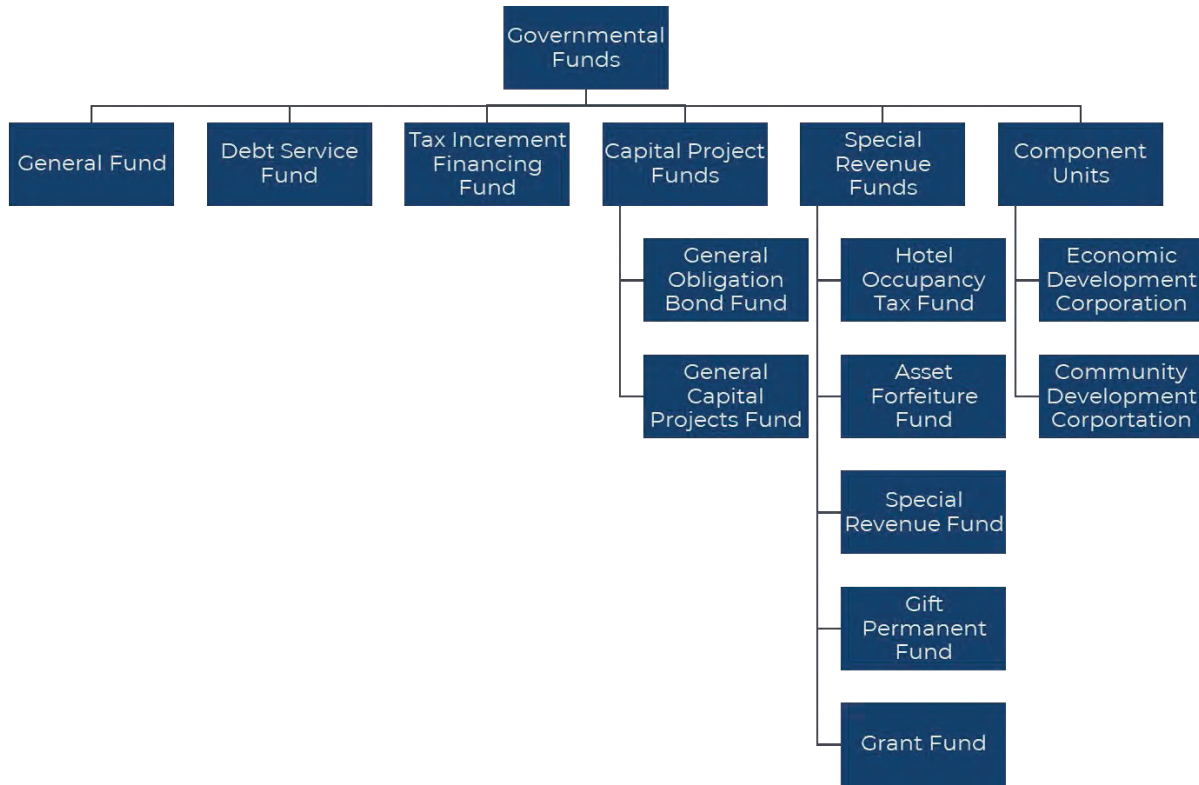 Governmental
Funds
General Fund
Debt Service
Fund
Tax Increment
Financing
Fund
Capital Project
Funds
Special
Revenue
Funds
Component
Units
General
Obligation
Bond Fund
General
Capital
Projects Fund
Hotel
Occupancy
Tax Fund
Asset
Forfeiture
Fund
Special
Revenue Fund
Gift
Permanent
Fund
Grant Fund
Economic
Development
Corporation
Community
Development
Corportation